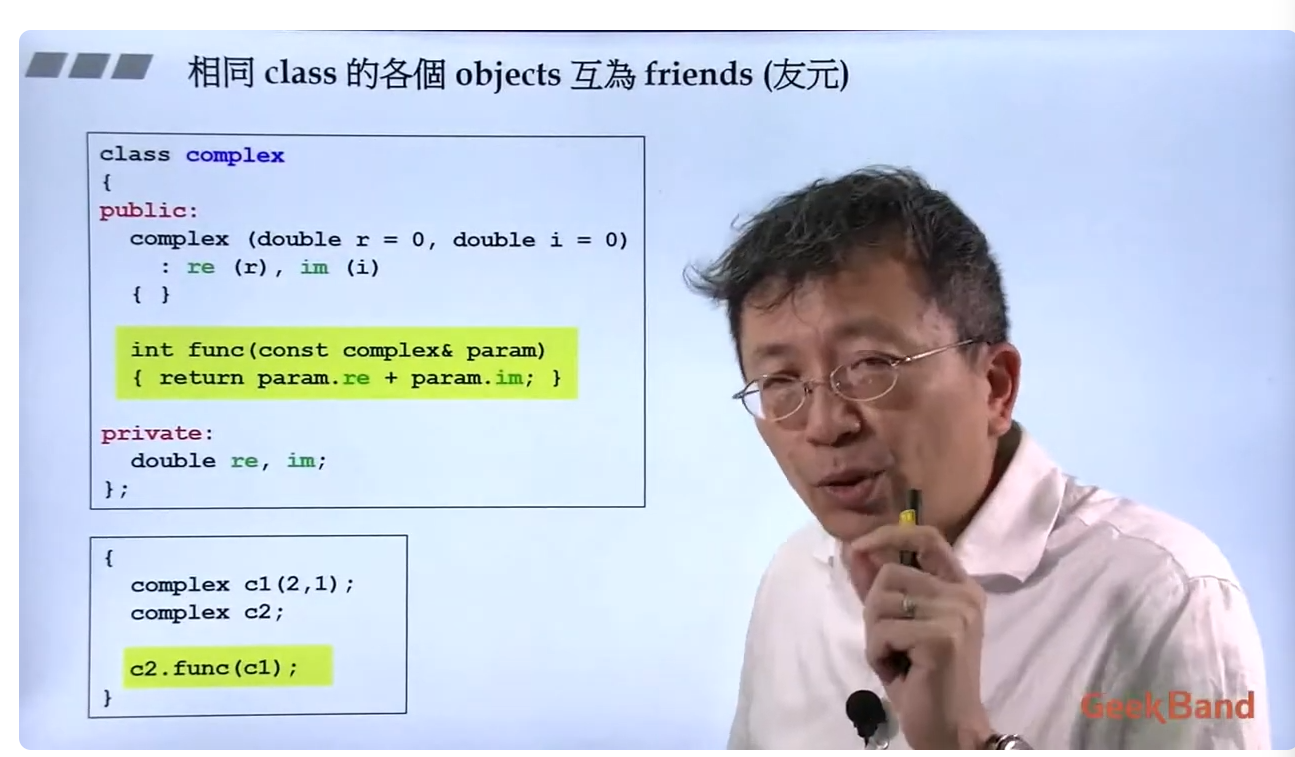 相同 class 的各個 objects 互為 friends (友元)
class complex
{
public:
complex (double r = 0, double i = 0)
: re (r), im (i)
{ }
int func(const complex& param)
{ return param.re + param.im; }
private:
double re, im;
};
{
complex c1(2,1);
complex c2;
c2.func(c1);
}
GeekBand